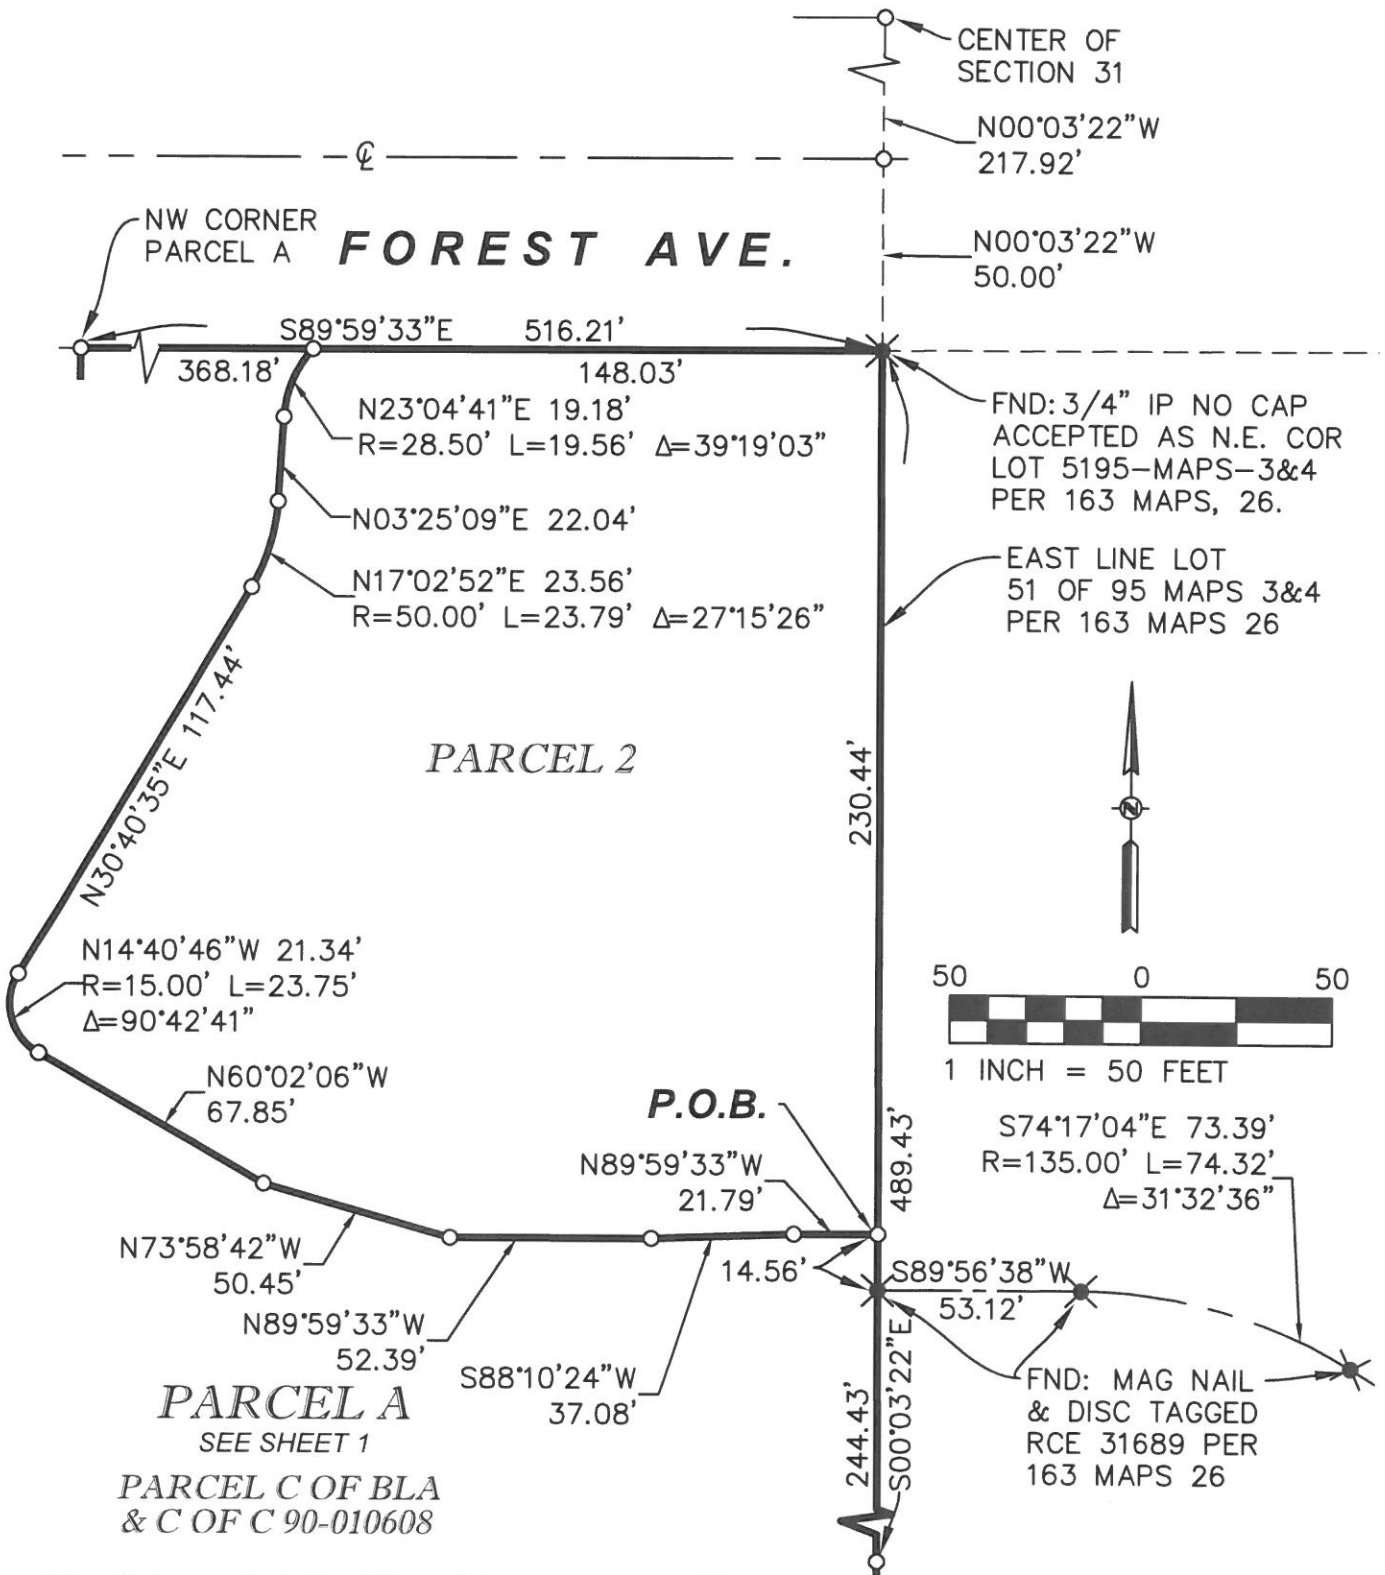 CENTER OF
SECTION 31
N00°03'22"W
217.92'
℄
NW CORNER
PARCEL A
FOREST AVE.
N00°03'22"W
50.00'
S89°59'33"E 516.21'
368.18' 148.03'
N23°04'41"E 19.18'
R=28.50' L=19.56' Δ=39°19'03"
FND: 3/4" IP NO CAP
ACCEPTED AS N.E. COR
LOT 5195-MAPS-3&4
PER 163 MAPS, 26.
N03°25'09"E 22.04'
EAST LINE LOT
51 OF 95 MAPS 3&4
PER 163 MAPS 26
N17°02'52"E 23.56'
R=50.00' L=23.79' Δ=27°15'26"
N30°40'35"E 117.44'
PARCEL 2
230.44'
N
N14°40'46"W 21.34'
R=15.00' L=23.75'
Δ=90°42'41"
50 0 50
1 INCH = 50 FEET
N60°02'06"W
67.85'
P.O.B.
N89°59'33"W
21.79'
489.43'
S74°17'04"E 73.39'
R=135.00' L=74.32'
Δ=31°32'36"
N73°58'42"W
50.45'
14.56'
S89°56'38"W
53.12'
N89°59'33"W
52.39'
S88°10'24"W
37.08'
244.43'
S00°03'22"E
FND: MAG NAIL
& DISC TAGGED
RCE 31689 PER
163 MAPS 26
PARCEL A
SEE SHEET 1
PARCEL C OF BLA
& C OF C 90-010608